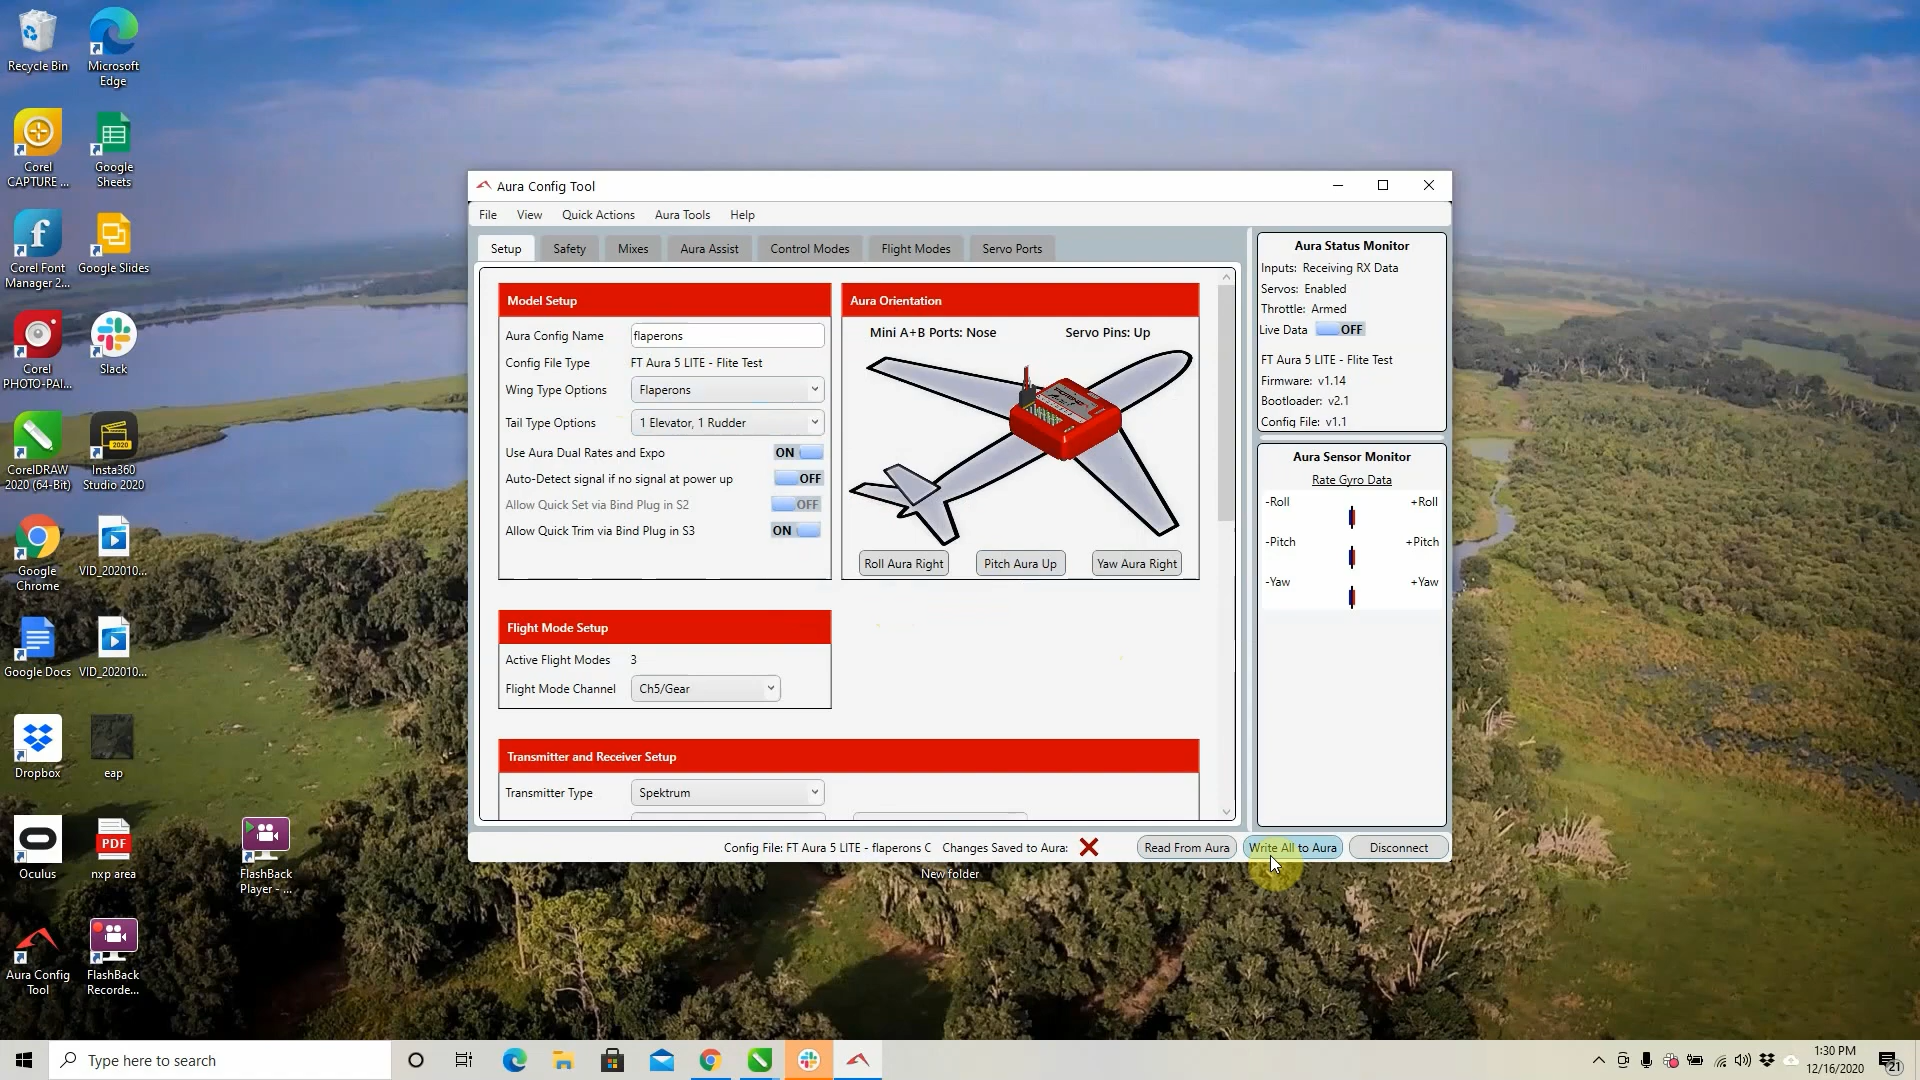 Recycle Bin
Microsoft
Edge
Corel
CAPTURE ...
Google
Sheets
Corel Font
Manager 2...
Google Slides
Corel
PHOTO-PAI...
Slack
CorelDRAW
2020 (64-Bit)
Insta360
Studio 2020
Google
Chrome
VID_202010...
Google Docs
VID_202010...
Dropbox
eap
Oculus
PDF
nxp area
FlashBack
Player - ...
Aura Config
Tool
FlashBack
Recorde...
New folder
Aura Config Tool
File View Quick Actions Aura Tools Help
Setup Safety Mixes Aura Assist Control Modes Flight Modes Servo Ports
Model Setup
Aura Config Name flaperons
Config File Type FT Aura 5 LITE - Flite Test
Wing Type Options Flaperons
Tail Type Options 1 Elevator, 1 Rudder
Use Aura Dual Rates and Expo ON
Auto-Detect signal if no signal at power up OFF
Allow Quick Set via Bind Plug in S2 OFF
Allow Quick Trim via Bind Plug in S3 ON
Aura Orientation
Mini A+B Ports: Nose Servo Pins: Up
Roll Aura Right Pitch Aura Up Yaw Aura Right
Flight Mode Setup
Active Flight Modes 3
Flight Mode Channel Ch5/Gear
Transmitter and Receiver Setup
Transmitter Type Spektrum
Aura Status Monitor
Inputs: Receiving RX Data
Servos: Enabled
Throttle: Armed
Live Data OFF
FT Aura 5 LITE - Flite Test
Firmware: v1.14
Bootloader: v2.1
Config File: v1.1
Aura Sensor Monitor
Rate Gyro Data
-Roll +Roll
-Pitch +Pitch
-Yaw +Yaw
Config File: FT Aura 5 LITE - flaperons C Changes Saved to Aura: Read From Aura Write All to Aura Disconnect
Type here to search
1:30 PM
12/16/2020
21